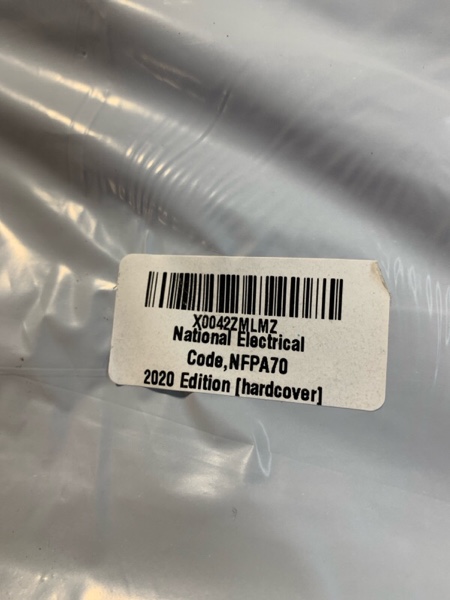 X0042ZMLMZ
National Electrical
Code,NFPA70
2020 Edition [hardcover]